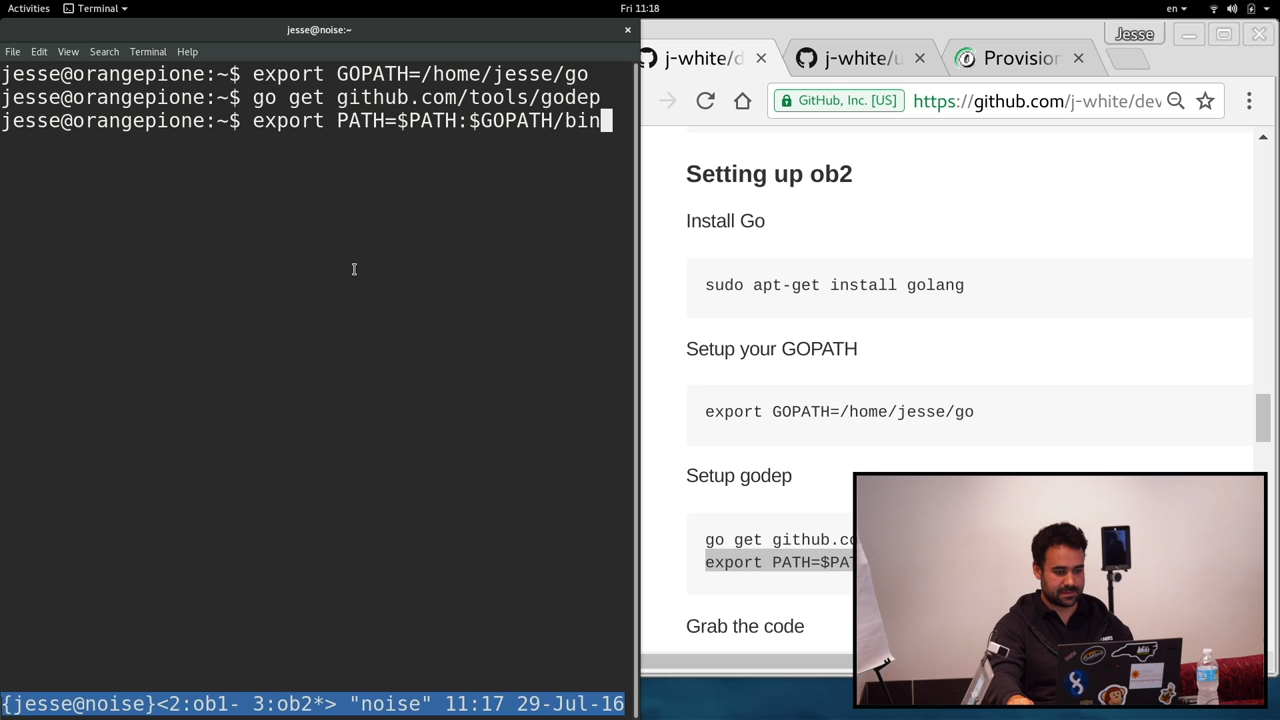 Activities
Terminal
Fri 11:18
en
jesse@noise:~
File Edit View Search Terminal Help
jesse@orangepione:~$ export GOPATH=/home/jesse/go
jesse@orangepione:~$ go get github.com/tools/godep
jesse@orangepione:~$ export PATH=$PATH:$GOPATH/bin
{jesse@noise}<2:ob1- 3:ob2*> "noise" 11:17 29-Jul-16
Jesse
j-white/d
j-white/u
Provision
GitHub, Inc. [US]
https://github.com/j-white/dev
Setting up ob2
Install Go
sudo apt-get install golang
Setup your GOPATH
export GOPATH=/home/jesse/go
Setup godep
go get github.co
export PATH=$PAT
Grab the code